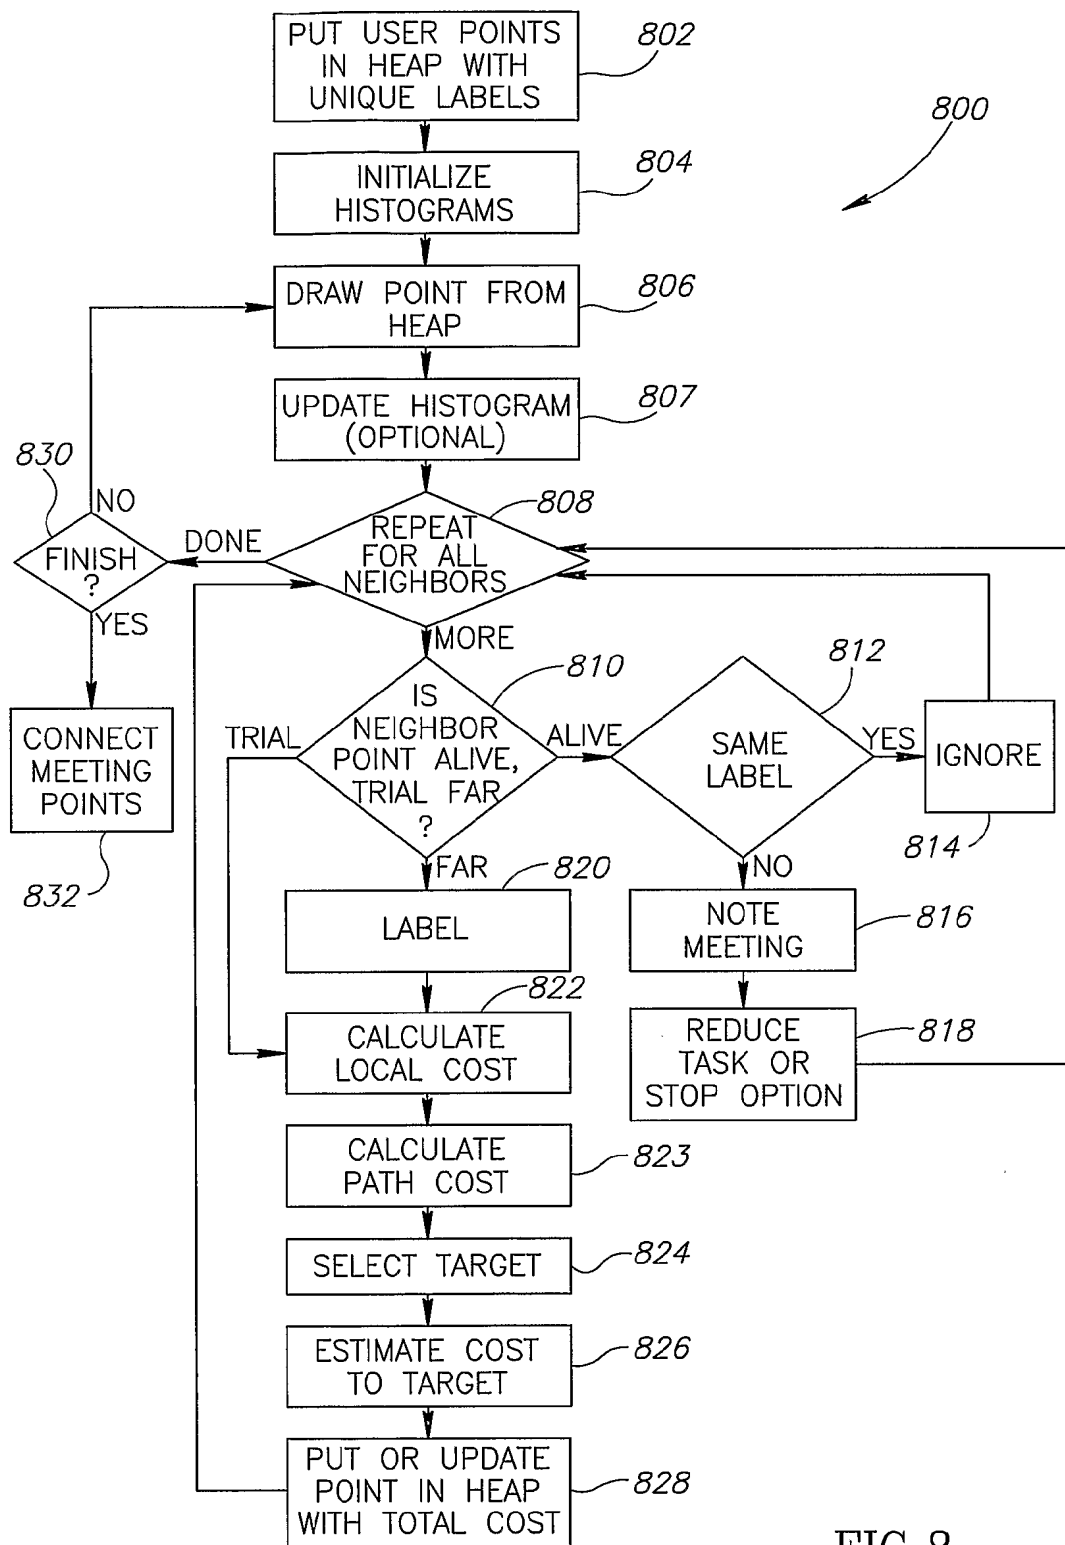 PUT USER POINTS
IN HEAP WITH
UNIQUE LABELS
802
800
INITIALIZE
HISTOGRAMS
804
DRAW POINT FROM
HEAP
806
UPDATE HISTOGRAM
(OPTIONAL)
807
830
NO
FINISH
?
YES
DONE
REPEAT
FOR ALL
NEIGHBORS
808
MORE
CONNECT
MEETING
POINTS
832
TRIAL
IS
NEIGHBOR
POINT ALIVE,
TRIAL FAR
?
810
ALIVE
FAR
SAME
LABEL
812
YES
NO
IGNORE
814
LABEL
820
NOTE
MEETING
816
CALCULATE
LOCAL COST
822
REDUCE
TASK OR
STOP OPTION
818
CALCULATE
PATH COST
823
SELECT TARGET
824
ESTIMATE COST
TO TARGET
826
PUT OR UPDATE
POINT IN HEAP
WITH TOTAL COST
828
FIG.8